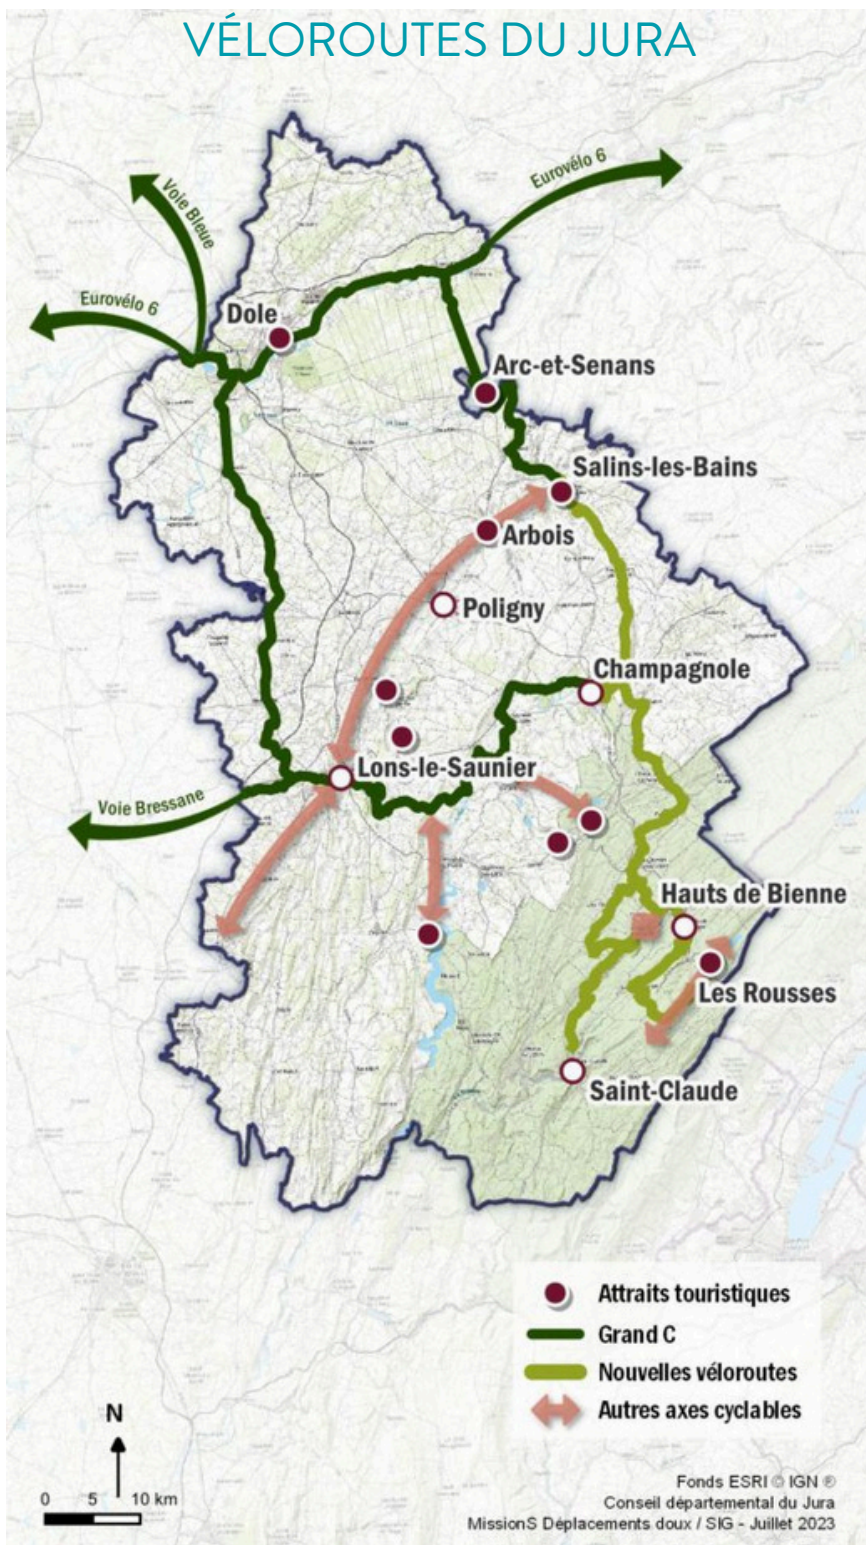 VÉLOROUTES DU JURA
Eurovélo 6
Voie Bleue
Eurovélo 6
Dole
Arc-et-Senans
Salins-les-Bains
Arbois
Poligny
Champagnole
Lons-le-Saunier
Voie Bressane
Hauts de Bienne
Les Rousses
Saint-Claude
Attraits touristiques
Grand C
Nouvelles véloroutes
Autres axes cyclables
N
0 5 10 km
Fonds ESRI © IGN ®
Conseil départemental du Jura
MissionS Déplacements doux / SIG - Juillet 2023